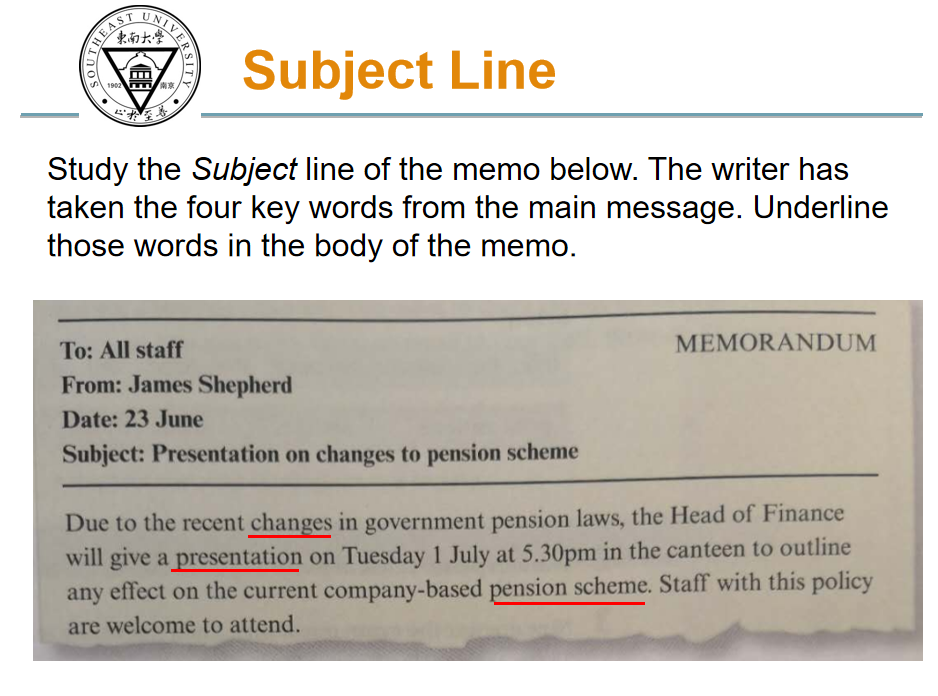 SOUTHEAST UNIVERSITY
東南大學
1902 南京
止於至善
Subject Line
Study the Subject line of the memo below. The writer has
taken the four key words from the main message. Underline
those words in the body of the memo.
MEMORANDUM
To: All staff
From: James Shepherd
Date: 23 June
Subject: Presentation on changes to pension scheme
Due to the recent changes in government pension laws, the Head of Finance
will give a presentation on Tuesday 1 July at 5.30pm in the canteen to outline
any effect on the current company-based pension scheme. Staff with this policy
are welcome to attend.